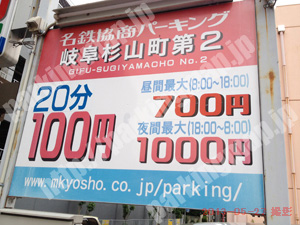 名鉄協商パーキング
岐阜杉山町第2
GIFU-SUGIYAMACHO No.2
20分
100円
昼間最大(8:00~18:00)
700円
夜間最大(18:00~8:00)
1000円
www.mkyosho.co.jp/parking/